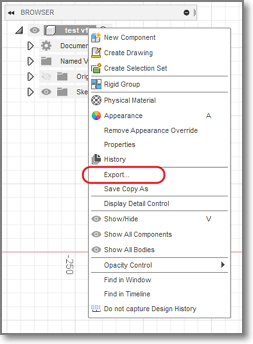 BROWSER
test v1
New Component
Create Drawing
Create Selection Set
Rigid Group
Physical Material
Appearance A
Remove Appearance Override
Properties
History
Export...
Save Copy As
Display Detail Control
Show/Hide V
Show All Components
Show All Bodies
Opacity Control
Find in Window
Find in Timeline
Do not capture Design History
Docume
Named V
Orig
Ske
-250